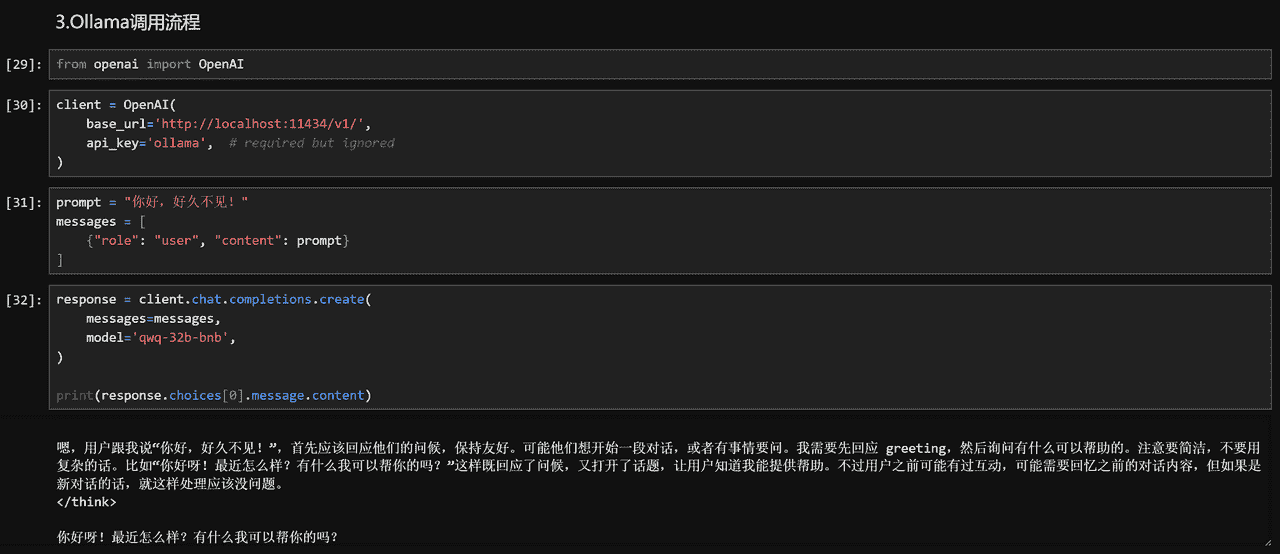 3.Ollama调用流程
[29]: from openai import OpenAI
[30]: client = OpenAI(
    base_url='http://localhost:11434/v1/',
    api_key='ollama',  # required but ignored
)
[31]: prompt = "你好，好久不见！"
messages = [
    {"role": "user", "content": prompt}
]
[32]: response = client.chat.completions.create(
    messages=messages,
    model='qwq-32b-bnb',
)
print(response.choices[0].message.content)
嗯，用户跟我说“你好，好久不见！”，首先应该回应他们的问候，保持友好。可能他们想开始一段对话，或者有事情要问。我需要先回应 greeting，然后询问有什么可以帮助的。注意要简洁，不要用
复杂的话。比如“你好呀！最近怎么样？有什么我可以帮你的吗？”这样既回应了问候，又打开了话题，让用户知道我能提供帮助。不过用户之前可能有过互动，可能需要回忆之前的对话内容，但如果是
新对话的话，就这样处理应该没问题。
</think>
你好呀！最近怎么样？有什么我可以帮你的吗？